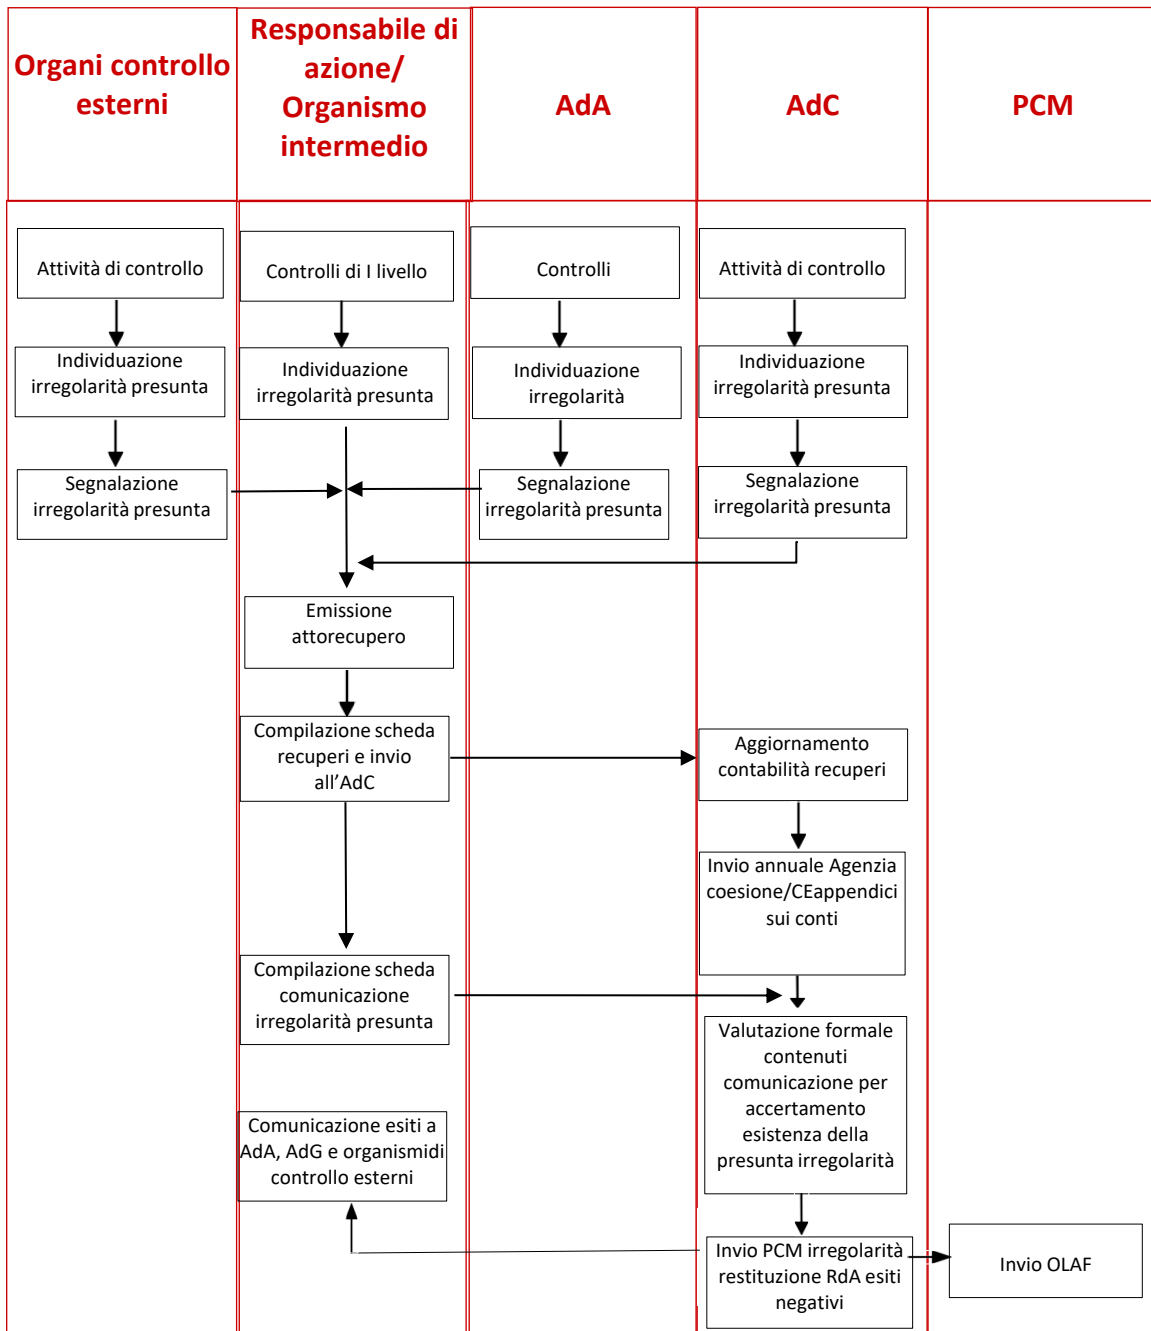 Organi controllo
esterni
Responsabile di
azione/
Organismo
intermedio
AdA
AdC
PCM
Attività di controllo
Controlli di I livello
Controlli
Attività di controllo
Individuazione
irregolarità presunta
Individuazione
irregolarità presunta
Individuazione
irregolarità
Individuazione
irregolarità presunta
Segnalazione
irregolarità presunta
Segnalazione
irregolarità presunta
Segnalazione
irregolarità presunta
Emissione
attorecupero
Compilazione scheda
recuperi e invio
all’AdC
Aggiornamento
contabilità recuperi
Invio annuale Agenzia
coesione/CEappendici
sui conti
Compilazione scheda
comunicazione
irregolarità presunta
Valutazione formale
contenuti
comunicazione per
accertamento
esistenza della
presunta irregolarità
Comunicazione esiti a
AdA, AdG e organismidi
controllo esterni
Invio PCM irregolarità
restituzione RdA esiti
negativi
Invio OLAF